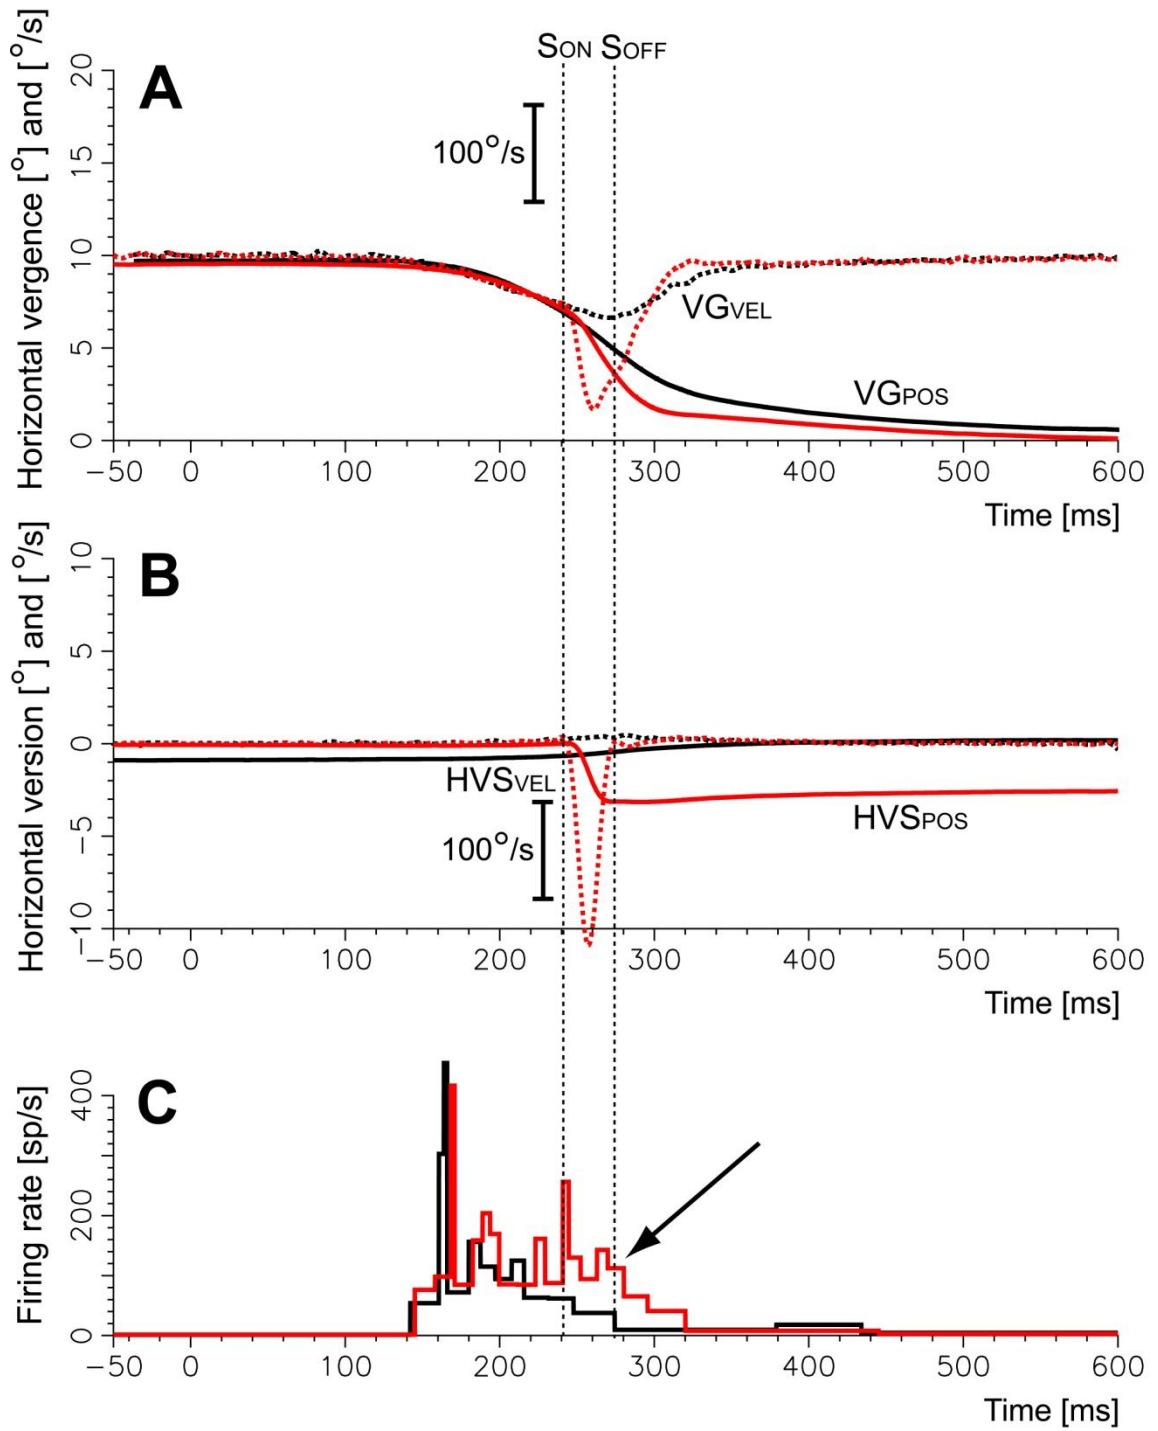 SON SOFF
A
Horizontal vergence [°] and [°/s]
20
15
10
5
0
100°/s
VGVEL
VGPOS
−50 0 100 200 300 400 500 600
Time [ms]
B
Horizontal version [°] and [°/s]
10
5
0
−5
−10
HVSVEL
100°/s
HVSPOS
−50 0 100 200 300 400 500 600
Time [ms]
C
Firing rate [sp/s]
400
200
0
−50 0 100 200 300 400 500 600
Time [ms]